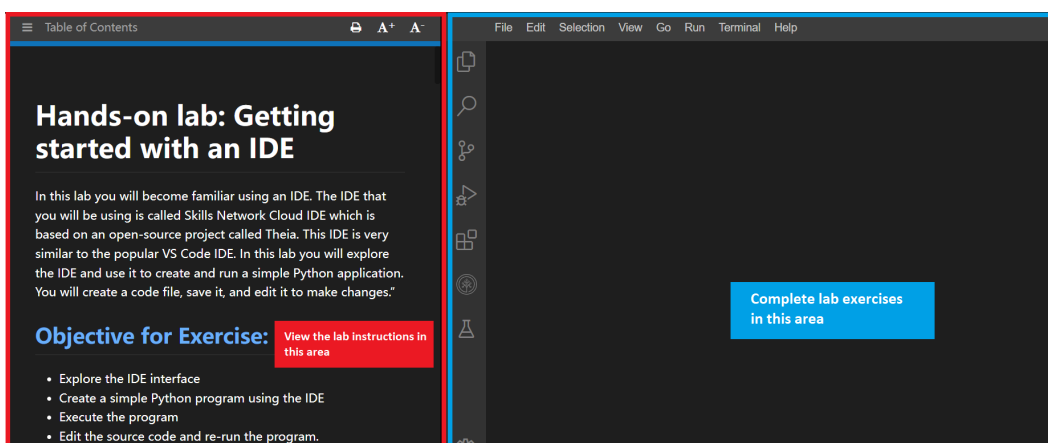 Table of Contents
A+ A-
Hands-on lab: Getting
started with an IDE
In this lab you will become familiar using an IDE. The IDE that
you will be using is called Skills Network Cloud IDE which is
based on an open-source project called Theia. This IDE is very
similar to the popular VS Code IDE. In this lab you will explore
the IDE and use it to create and run a simple Python application.
You will create a code file, save it, and edit it to make changes.”
Objective for Exercise:
View the lab instructions in
this area
• Explore the IDE interface
• Create a simple Python program using the IDE
• Execute the program
• Edit the source code and re-run the program.
File Edit Selection View Go Run Terminal Help
Complete lab exercises
in this area